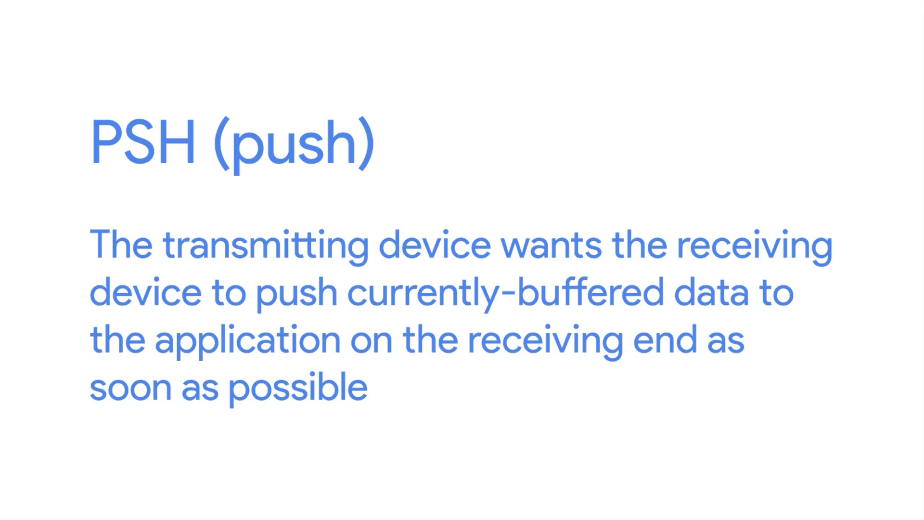 PSH (push)
The transmitting device wants the receiving
device to push currently-buffered data to
the application on the receiving end as
soon as possible